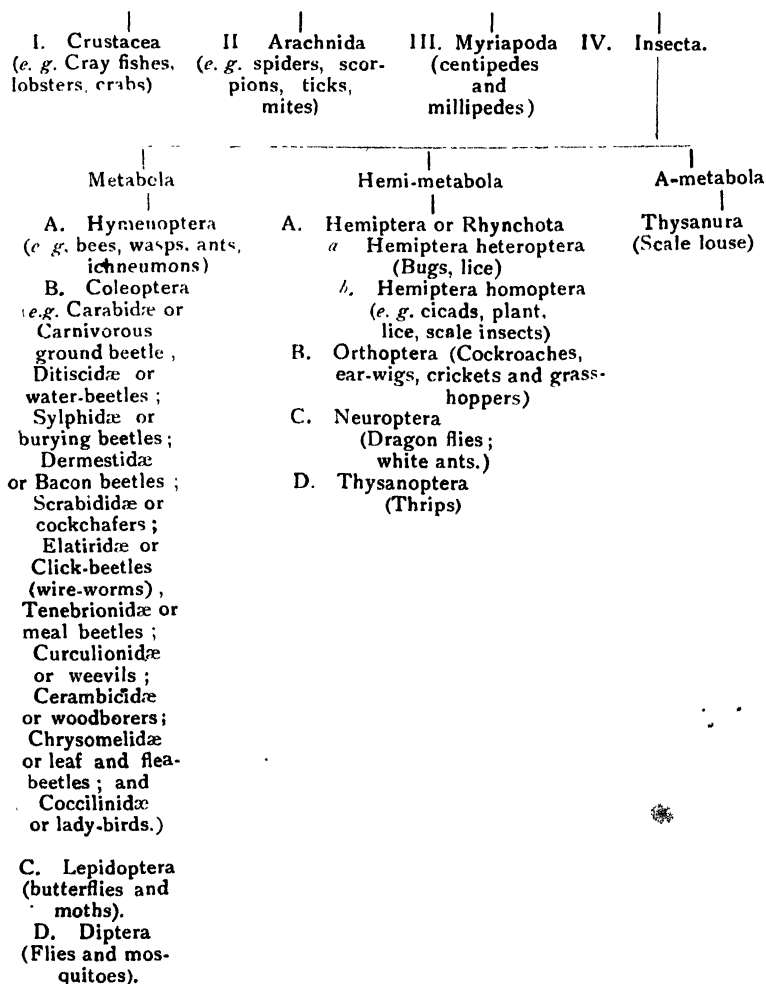 I. Crustacea
(e. g. Cray fishes,
lobsters, crabs)
II Arachnida
(e. g. spiders, scor-
pions, ticks,
mites)
III. Myriapoda
(centipedes
and
millipedes)
IV. Insecta.
Metabola
A. Hymenoptera
(e g. bees, wasps. ants,
ichneumons)
B. Coleoptera
(e.g. Carabidæ or
Carnivorous
ground beetle,
Ditiscidæ or
water-beetles;
Sylphidæ or
burying beetles;
Dermestidæ
or Bacon beetles;
Scrabididæ or
cockchafers;
Elatiridæ or
Click-beetles
(wire-worms),
Tenebrionidæ or
meal beetles;
Curculionidæ
or weevils;
Cerambicidæ
or woodborers;
Chrysomelidæ
or leaf and flea-
beetles; and
Coccilinidæ
or lady-birds.)
C. Lepidoptera
(butterflies and
moths).
D. Diptera
(Flies and mos-
quitoes).
Hemi-metabola
A. Hemiptera or Rhynchota
a Hemiptera heteroptera
(Bugs, lice)
b. Hemiptera homoptera
(e. g. cicads, plant.
lice, scale insects)
B. Orthoptera (Cockroaches,
ear-wigs, crickets and grass-
hoppers)
C. Neuroptera
(Dragon flies;
white ants.)
D. Thysanoptera
(Thrips)
A-metabola
Thysanura
(Scale louse)